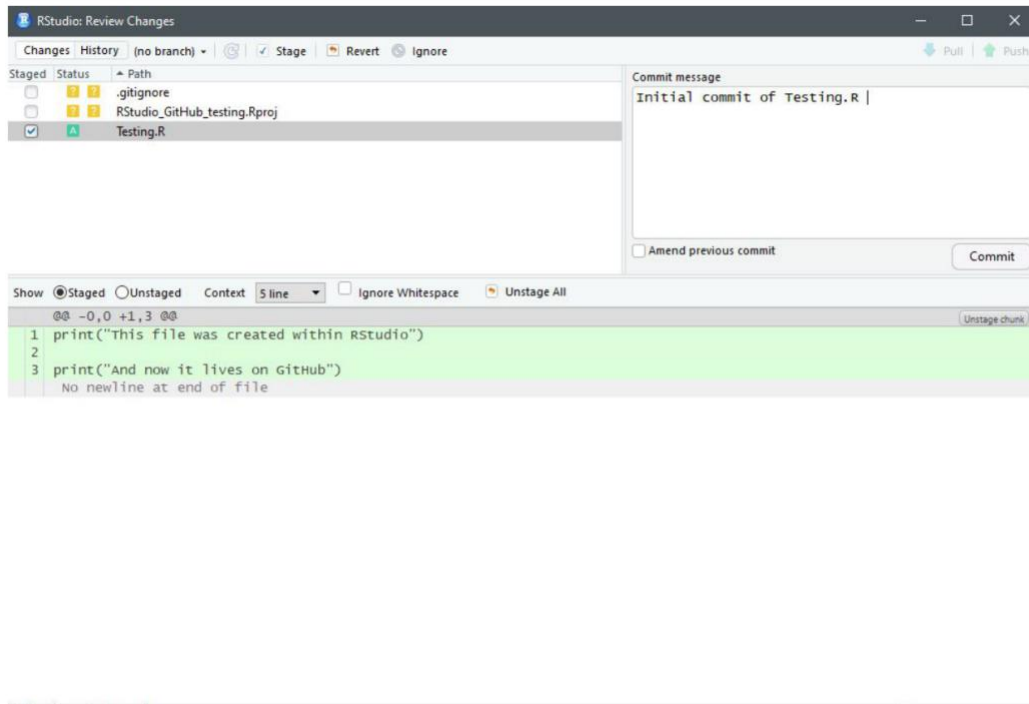 RStudio: Review Changes
Changes History (no branch) Stage Revert Ignore Pull Push
Staged Status Path
? ? .gitignore
? ? RStudio_GitHub_testing.Rproj
A Testing.R
Commit message
Initial commit of Testing.R
Amend previous commit
Commit
Show Staged Unstaged Context 5 line Ignore Whitespace Unstage All
@@ -0,0 +1,3 @@ Unstage chunk
1 print("This file was created within RStudio")
2
3 print("And now it lives on GitHub")
No newline at end of file